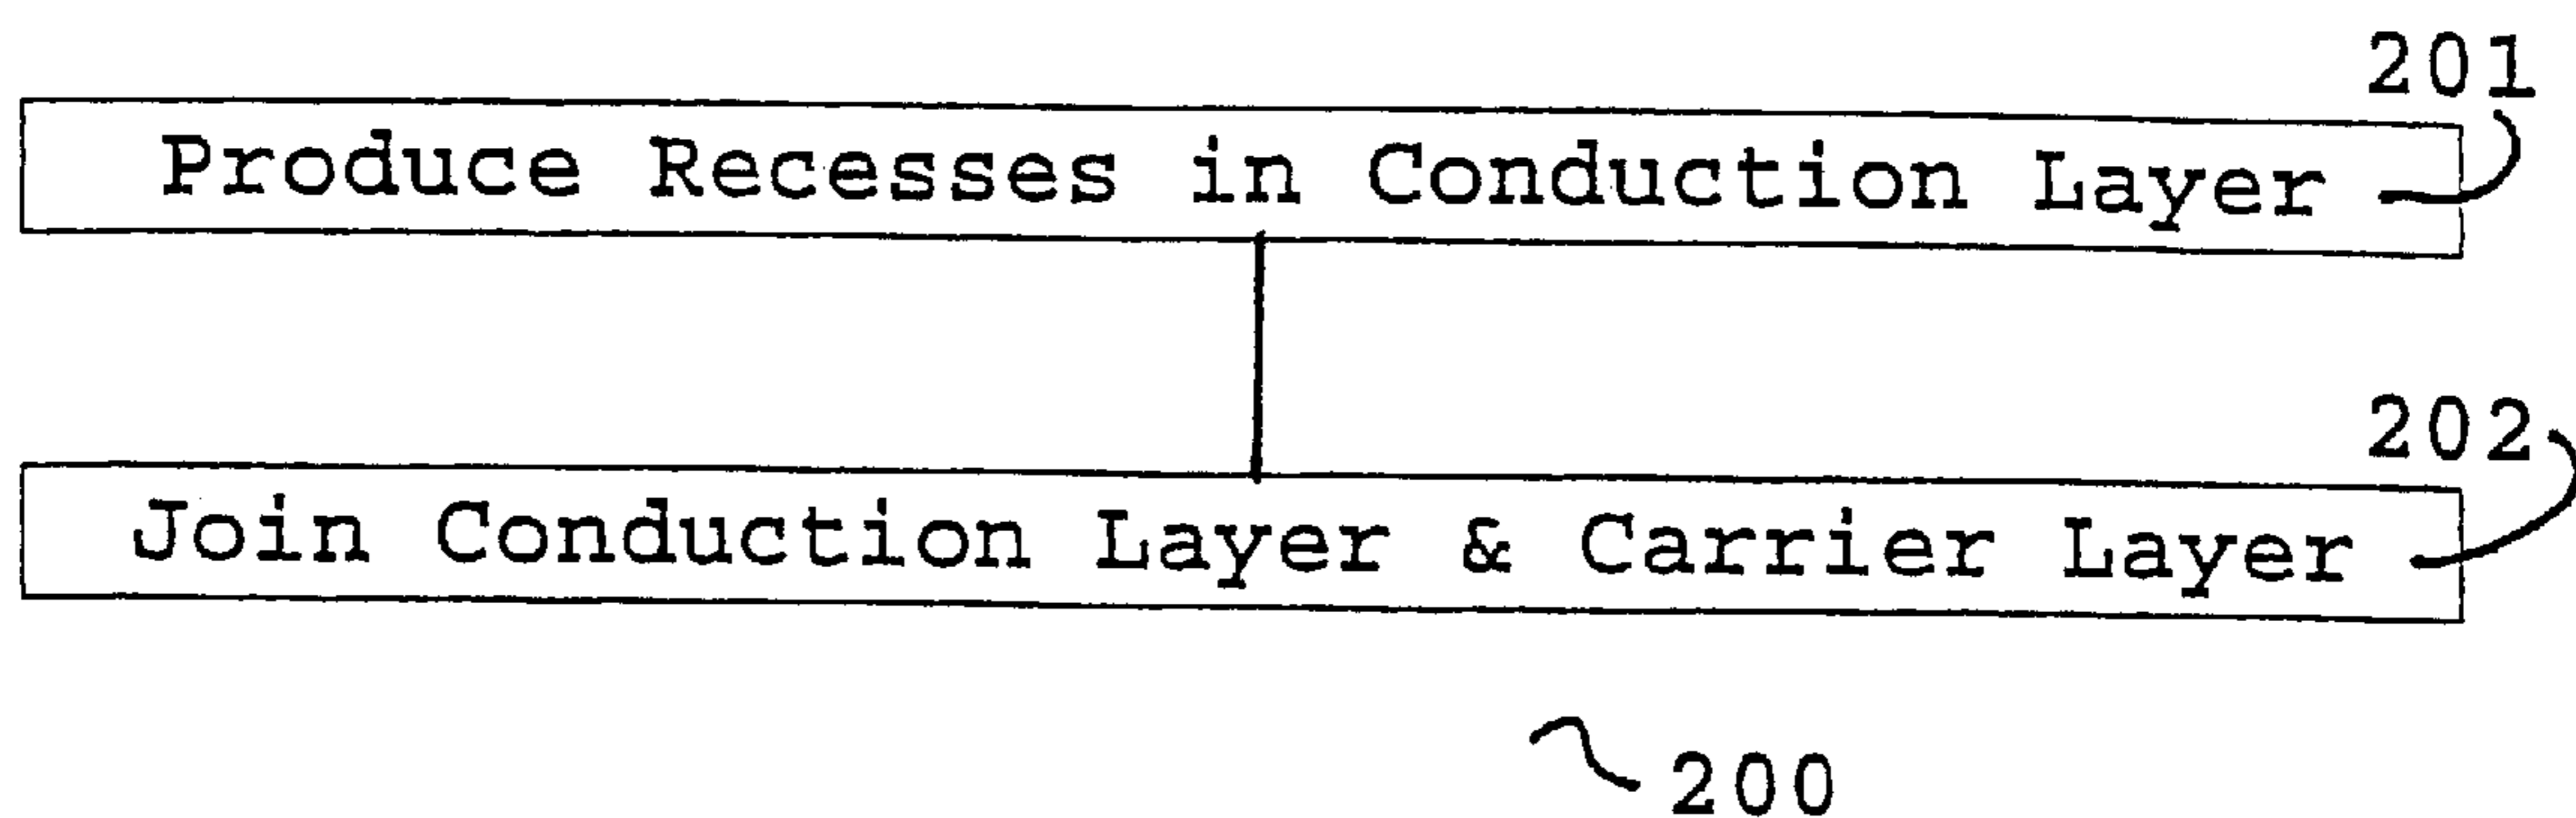 201
Produce Recesses in Conduction Layer
202
Join Conduction Layer & Carrier Layer
200